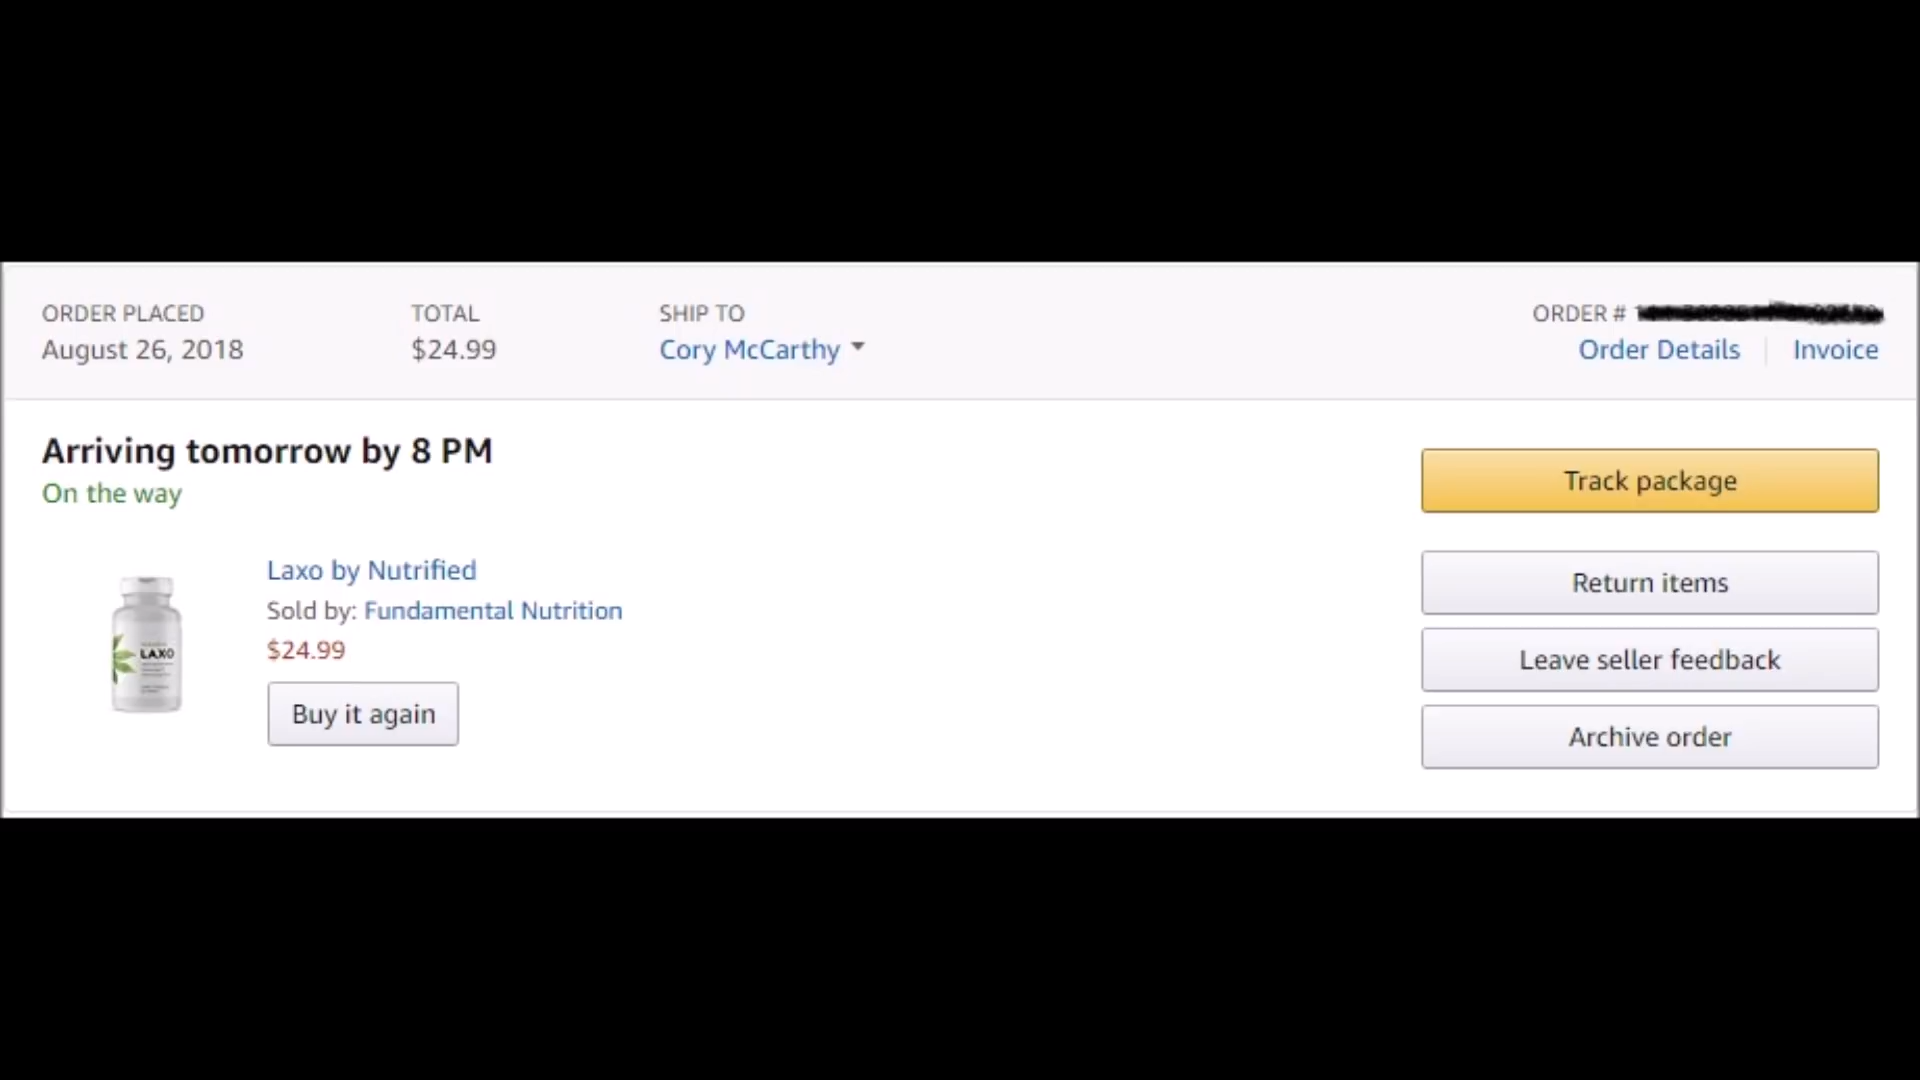 ORDER PLACED
August 26, 2018
TOTAL
$24.99
SHIP TO
Cory McCarthy
ORDER #
Order Details
Invoice
Arriving tomorrow by 8 PM
On the way
Track package
Laxo by Nutrified
Sold by: Fundamental Nutrition
$24.99
Buy it again
LAXO
Return items
Leave seller feedback
Archive order